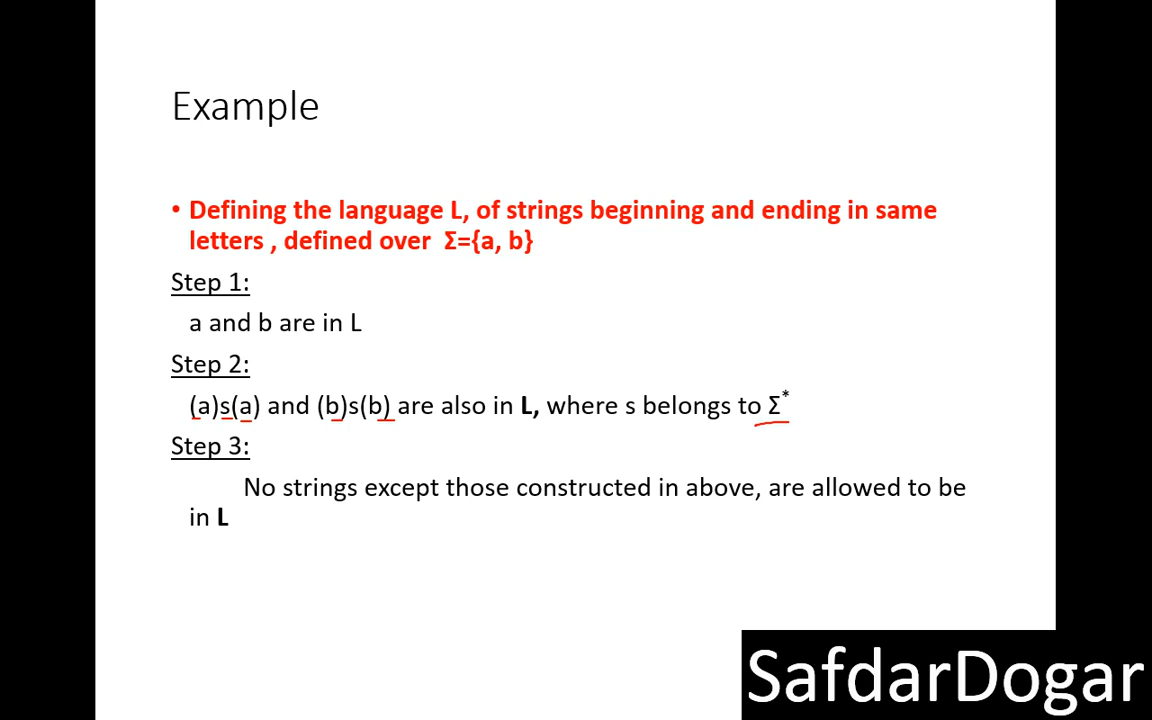 Example
• Defining the language L, of strings beginning and ending in same
letters , defined over Σ={a, b}
Step 1:
a and b are in L
Step 2:
(a)s(a) and (b)s(b) are also in L, where s belongs to Σ*
Step 3:
No strings except those constructed in above, are allowed to be
in L
SafdarDogar